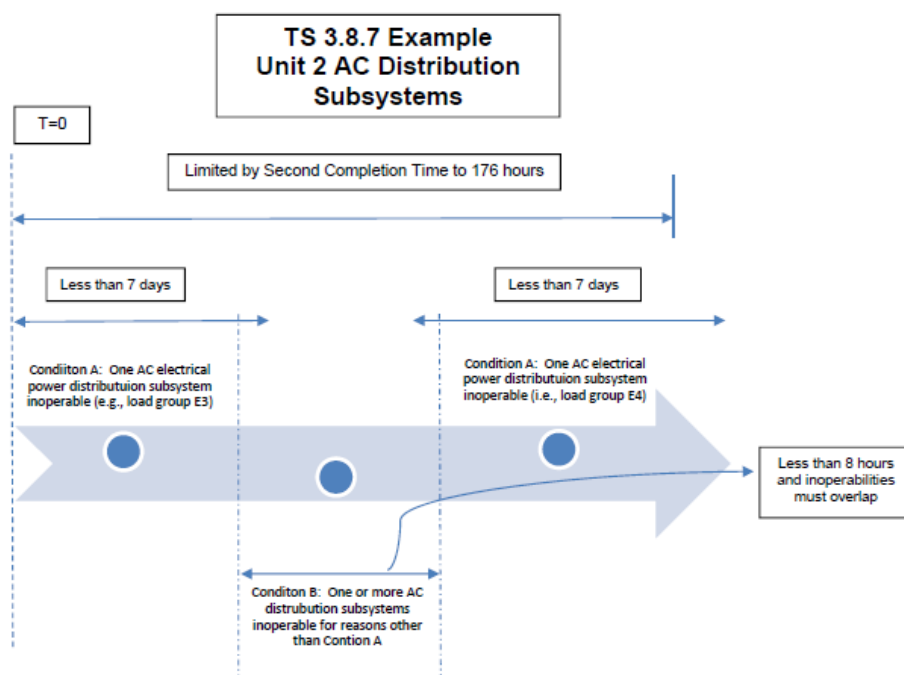 TS 3.8.7 Example
Unit 2 AC Distribution
Subsystems
T=0
Limited by Second Completion Time to 176 hours
Less than 7 days
Less than 7 days
Condiiton A: One AC electrical
power distributuion subsystem
inoperable (e.g., load group E3)
Condition A: One AC electrical
power distributuion subsystem
inoperable (i.e., load group E4)
Less than 8 hours
and inoperabilities
must overlap
Conditon B: One or more AC
distrubution subsystems
inoperable for reasons other
than Contion A